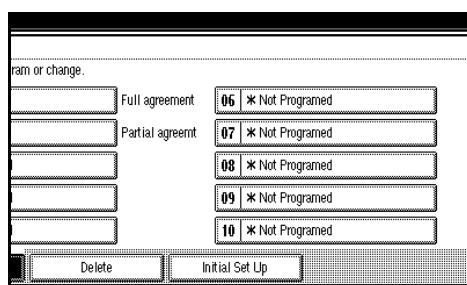 ram or change.
Full agreement 06 * Not Programed
Partial agreemt 07 * Not Programed
08 * Not Programed
09 * Not Programed
10 * Not Programed
Delete Initial Set Up